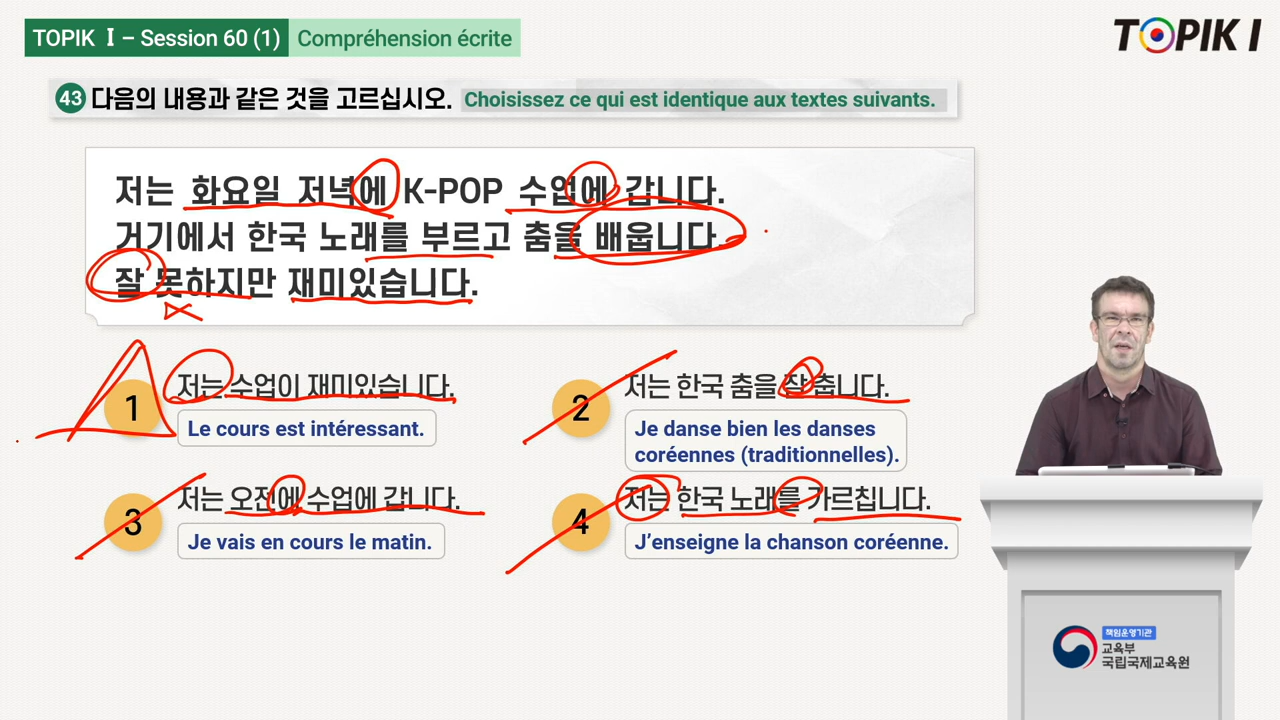 TOPIK I – Session 60 (1) Compréhension écrite
TOPIK I
43 다음의 내용과 같은 것을 고르십시오. Choisissez ce qui est identique aux textes suivants.
저는 화요일 저녁에 K-POP 수업에 갑니다.
거기에서 한국 노래를 부르고 춤을 배웁니다.
잘 못하지만 재미있습니다.
1 저는 수업이 재미있습니다.
Le cours est intéressant.
2 저는 한국 춤을 잘 춥니다.
Je danse bien les danses
coréennes (traditionnelles).
3 저는 오전에 수업에 갑니다.
Je vais en cours le matin.
4 저는 한국 노래를 가르칩니다.
J'enseigne la chanson coréenne.
책임운영기관
교육부
국립국제교육원